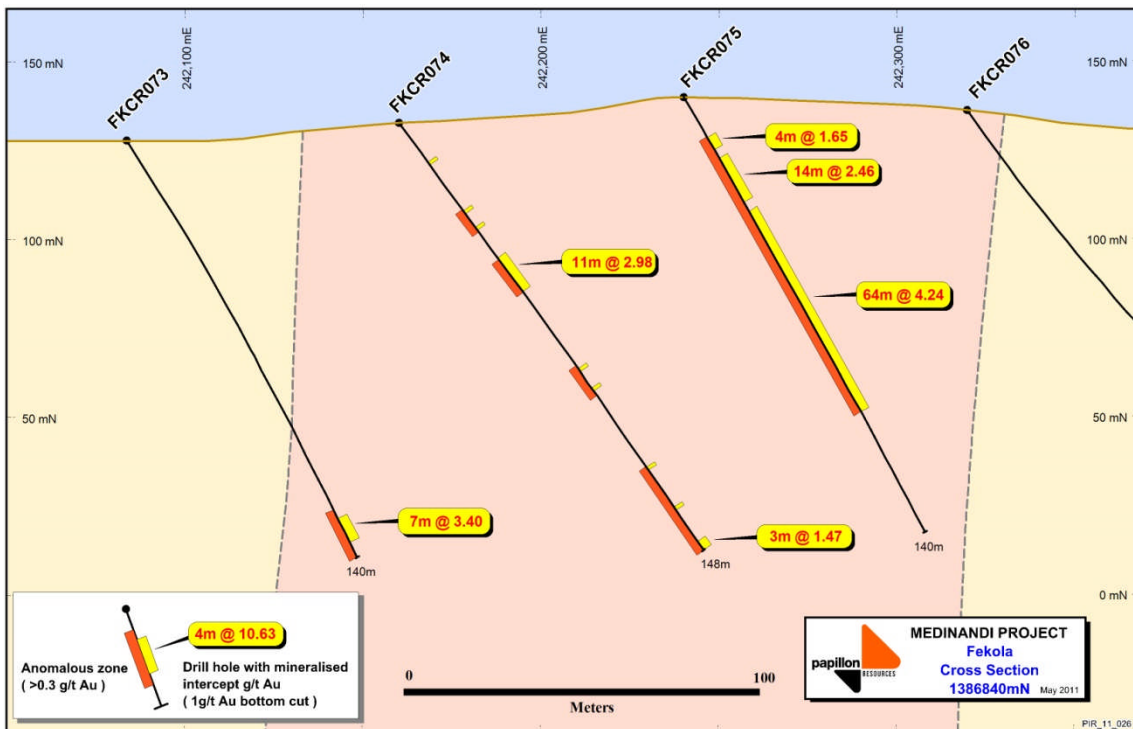 150 mN
100 mN
50 mN
242,100 mE
242,200 mE
242,300 mE
150 mN
100 mN
50 mN
0 mN
FKCR073
FKCR074
FKCR075
FKCR076
4m @ 1.65
14m @ 2.46
11m @ 2.98
64m @ 4.24
7m @ 3.40
3m @ 1.47
140m
148m
140m
4m @ 10.63
Anomalous zone
( >0.3 g/t Au )
Drill hole with mineralised
intercept g/t Au
( 1g/t Au bottom cut )
0
100
Meters
papillon
RESOURCES
MEDINANDI PROJECT
Fekola
Cross Section
1386840mN
May 2011
PIR_11_026